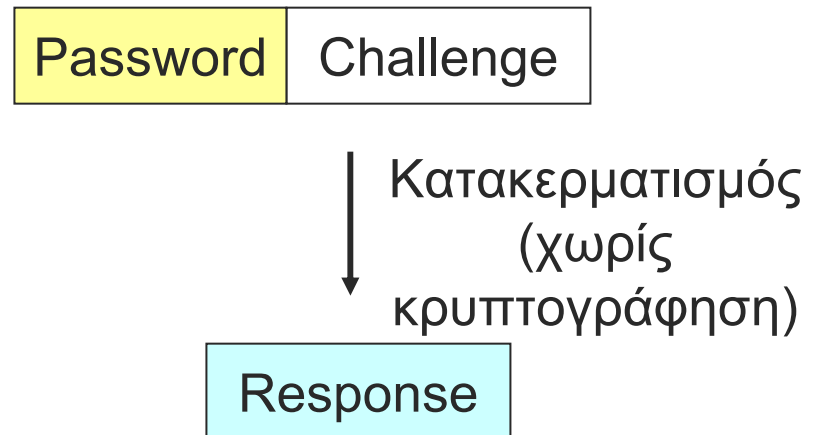 Password Challenge
Κατακερματισμός
(χωρίς
κρυπτογράφηση)
Response